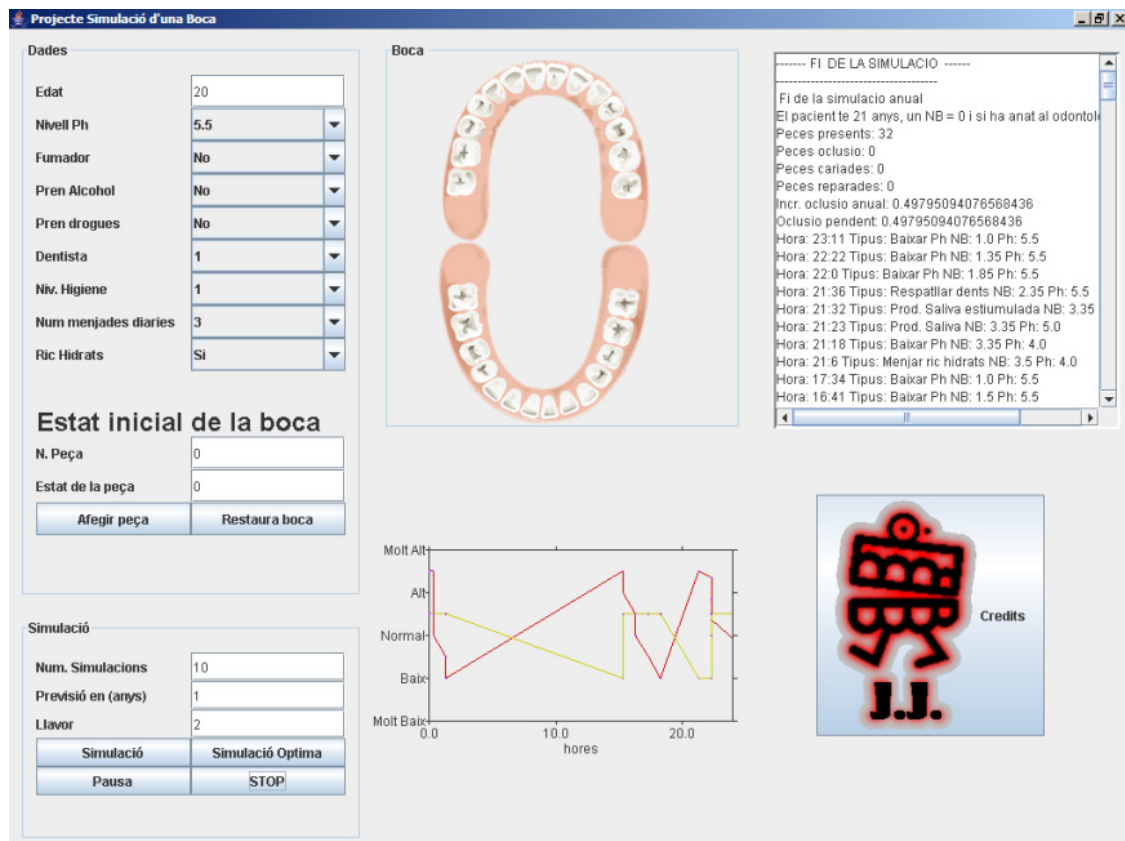 Projecte Simulació d'una Boca
Dades
Edat 20
Nivell Ph 5.5
Fumador No
Pren Alcohol No
Pren drogues No
Dentista 1
Niv. Higiene 1
Num menjades diaries 3
Ric Hidrats Si
Estat inicial de la boca
N. Peça 0
Estat de la peça 0
Afegir peça Restaura boca
Simulació
Num. Simulacions 10
Previsió en (anys) 1
Llavor 2
Simulació Simulació Optima
Pausa STOP
Boca
------- FI DE LA SIMULACIO ------
--------------------------------------
Fi de la simulacio anual
El pacient te 21 anys, un NB = 0 i si ha anat al odontol
Peces presents: 32
Peces oclusio: 0
Peces cariades: 0
Peces reparades: 0
Incr. oclusio anual: 0.49795094076568436
Oclusio pendent: 0.49795094076568436
Hora: 23:11 Tipus: Baixar Ph NB: 1.0 Ph: 5.5
Hora: 22:22 Tipus: Baixar Ph NB: 1.35 Ph: 5.5
Hora: 22:0 Tipus: Baixar Ph NB: 1.85 Ph: 5.5
Hora: 21:36 Tipus: Respatllar dents NB: 2.35 Ph: 5.5
Hora: 21:32 Tipus: Prod. Saliva estiumulada NB: 3.35
Hora: 21:23 Tipus: Prod. Saliva NB: 3.35 Ph: 5.0
Hora: 21:18 Tipus: Baixar Ph NB: 3.35 Ph: 4.0
Hora: 21:6 Tipus: Menjar ric hidrats NB: 3.5 Ph: 4.0
Hora: 17:34 Tipus: Baixar Ph NB: 1.0 Ph: 5.5
Hora: 16:41 Tipus: Baixar Ph NB: 1.5 Ph: 5.5
Molt Alt
Alt
Normal
Baix
Molt Baix
0.0 10.0 20.0
hores
J.J.
Credits